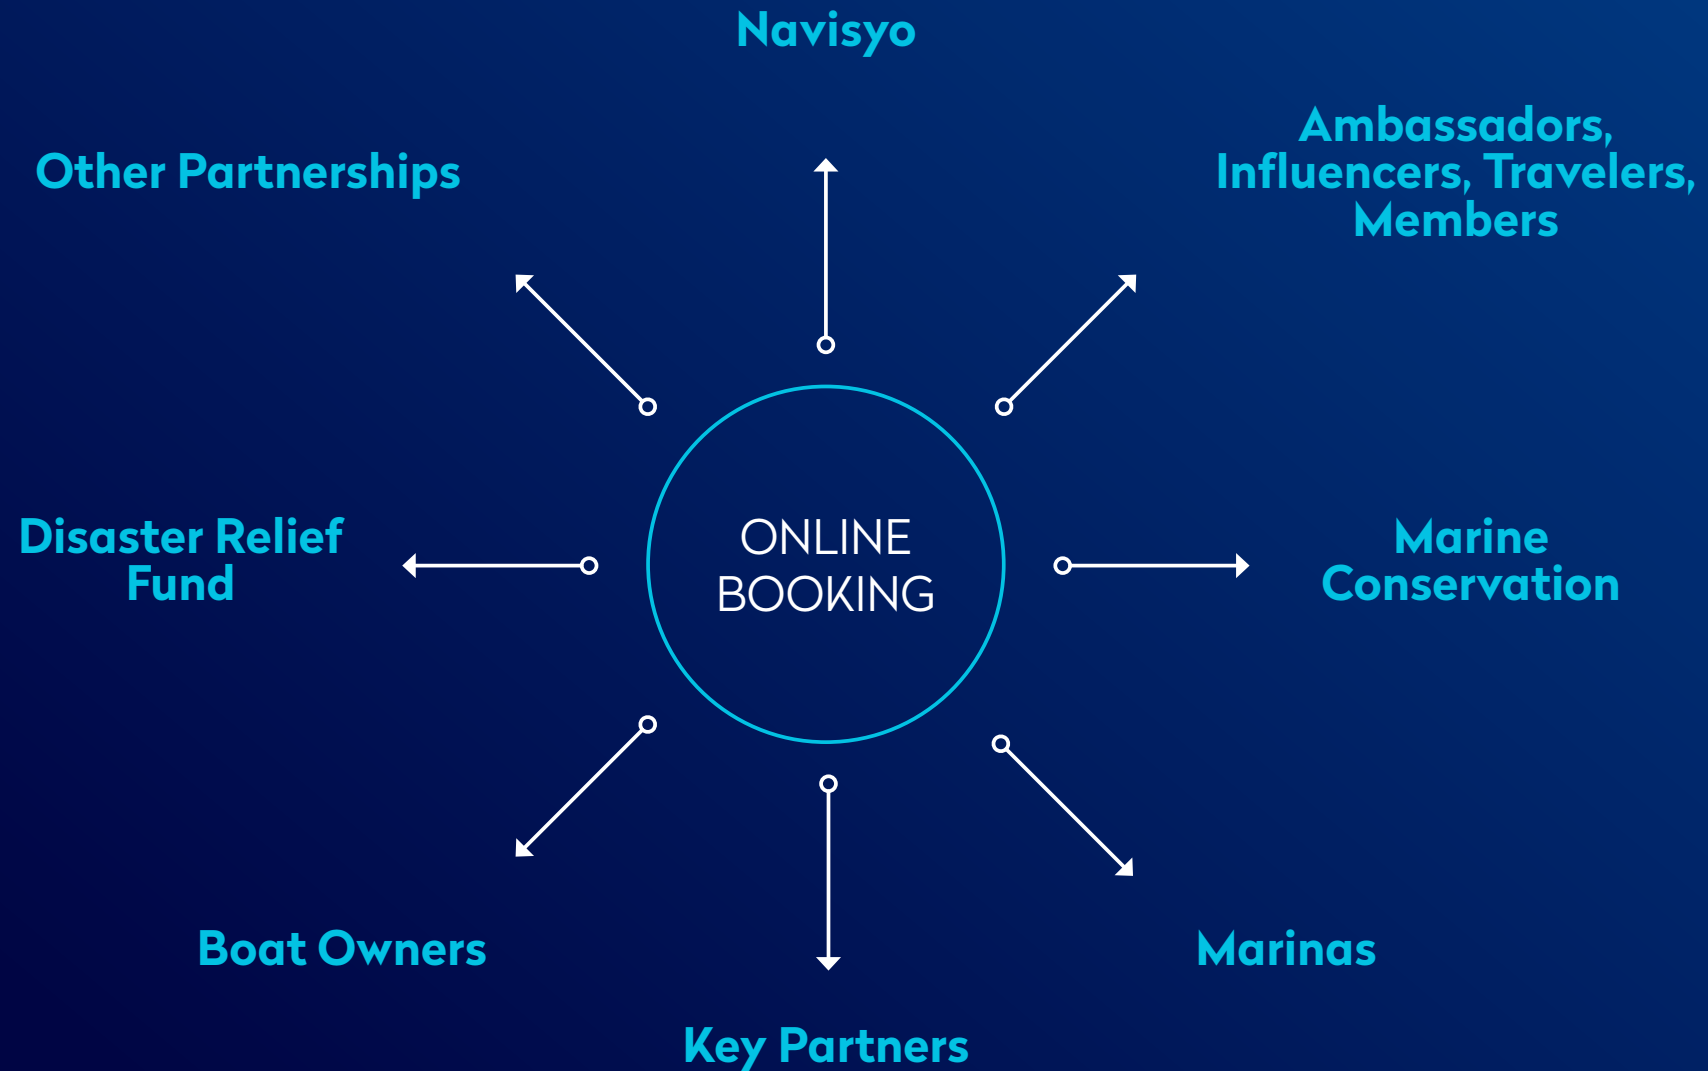 Navisyo
Other Partnerships
Ambassadors,
Influencers, Travelers,
Members
Disaster Relief
Fund
ONLINE
BOOKING
Marine
Conservation
Boat Owners
Marinas
Key Partners